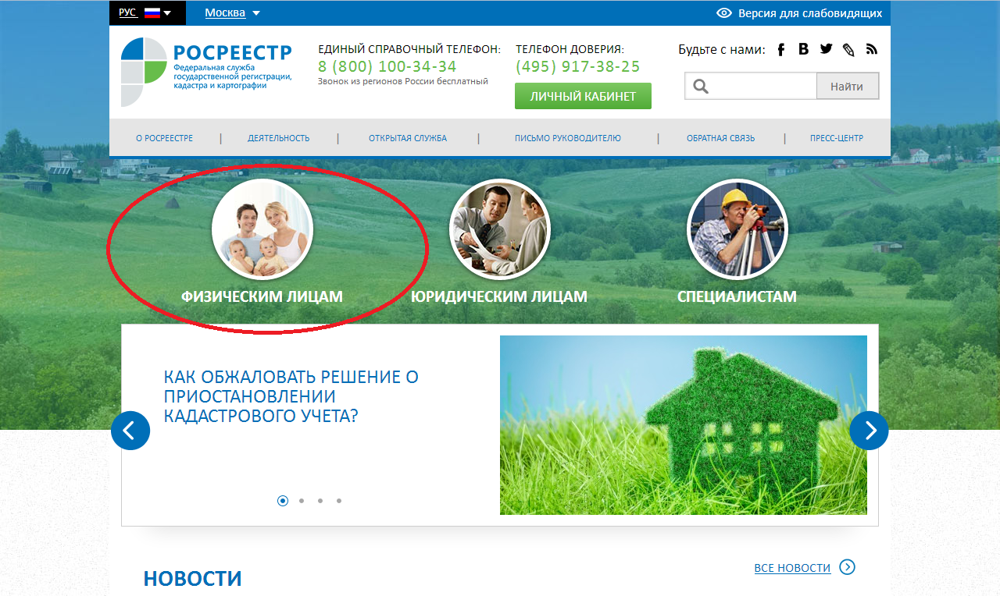 РУС
Москва
Версия для слабовидящих
РОСРЕЕСТР
Федеральная служба
государственной регистрации,
кадастра и картографии
ЕДИНЫЙ СПРАВОЧНЫЙ ТЕЛЕФОН:
8 (800) 100-34-34
Звонок из регионов России бесплатный
ТЕЛЕФОН ДОВЕРИЯ:
(495) 917-38-25
ЛИЧНЫЙ КАБИНЕТ
Будьте с нами:
Найти
О РОСРЕЕСТРЕ | ДЕЯТЕЛЬНОСТЬ | ОТКРЫТАЯ СЛУЖБА | ПИСЬМО РУКОВОДИТЕЛЮ | ОБРАТНАЯ СВЯЗЬ | ПРЕСС-ЦЕНТР
ФИЗИЧЕСКИМ ЛИЦАМ
ЮРИДИЧЕСКИМ ЛИЦАМ
СПЕЦИАЛИСТАМ
КАК ОБЖАЛОВАТЬ РЕШЕНИЕ О
ПРИОСТАНОВЛЕНИИ
КАДАСТРОВОГО УЧЕТА?
НОВОСТИ
ВСЕ НОВОСТИ